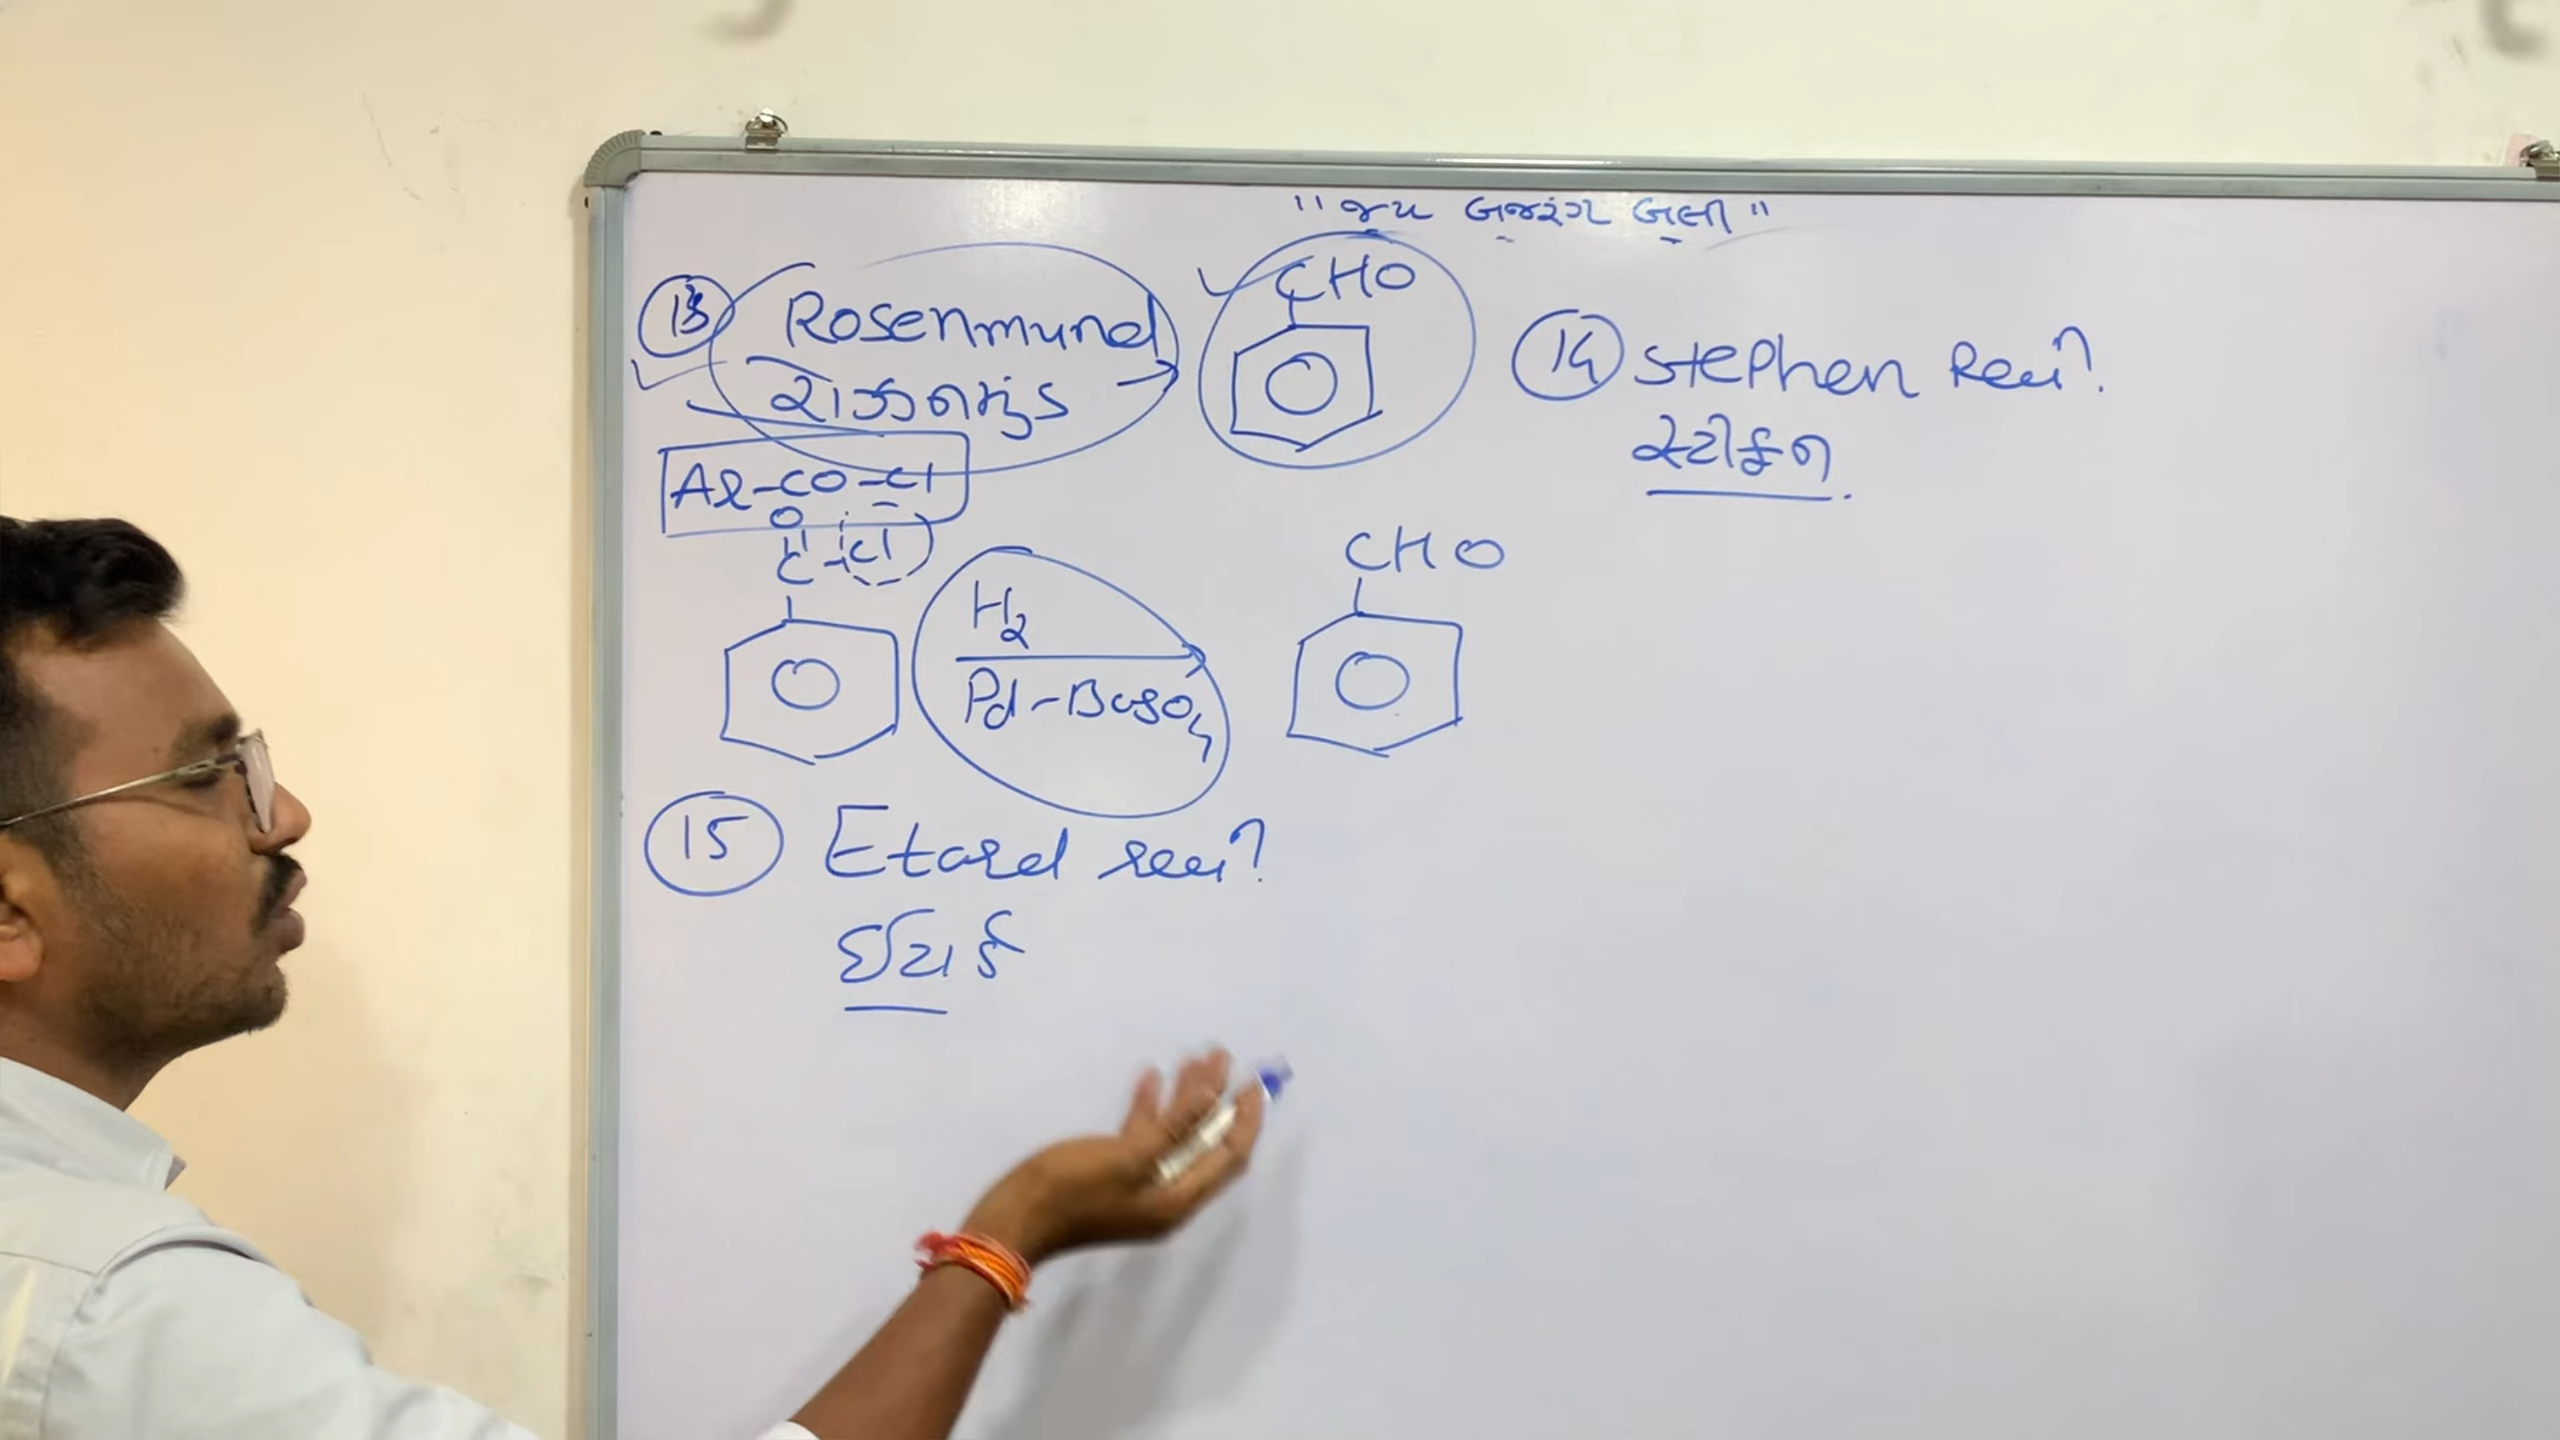 "જય બજરંગ બલી"
13 Rosenmund
રોઝનમુંડ →
CHO
14 Stephen Rea^n.
સ્ટીફન.
Ar-CO-Cl
O
C-Cl
H2
Pd-BaSO4
CHO
15 Etard rea^n.
ઈટાર્ડ